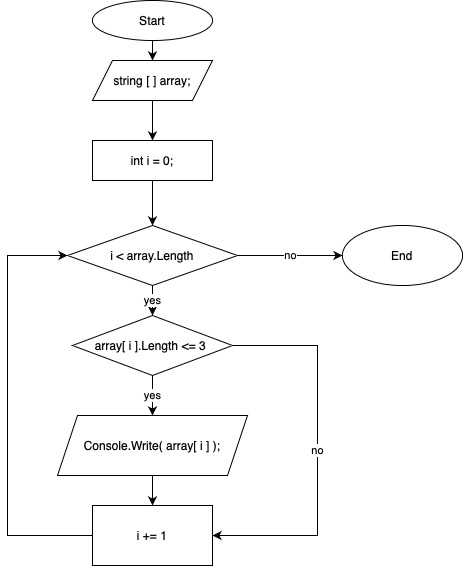 Start
string [ ] array;
int i = 0;
i < array.Length
no
End
yes
array[ i ].Length <= 3
yes
Console.Write( array[ i ] );
no
i += 1